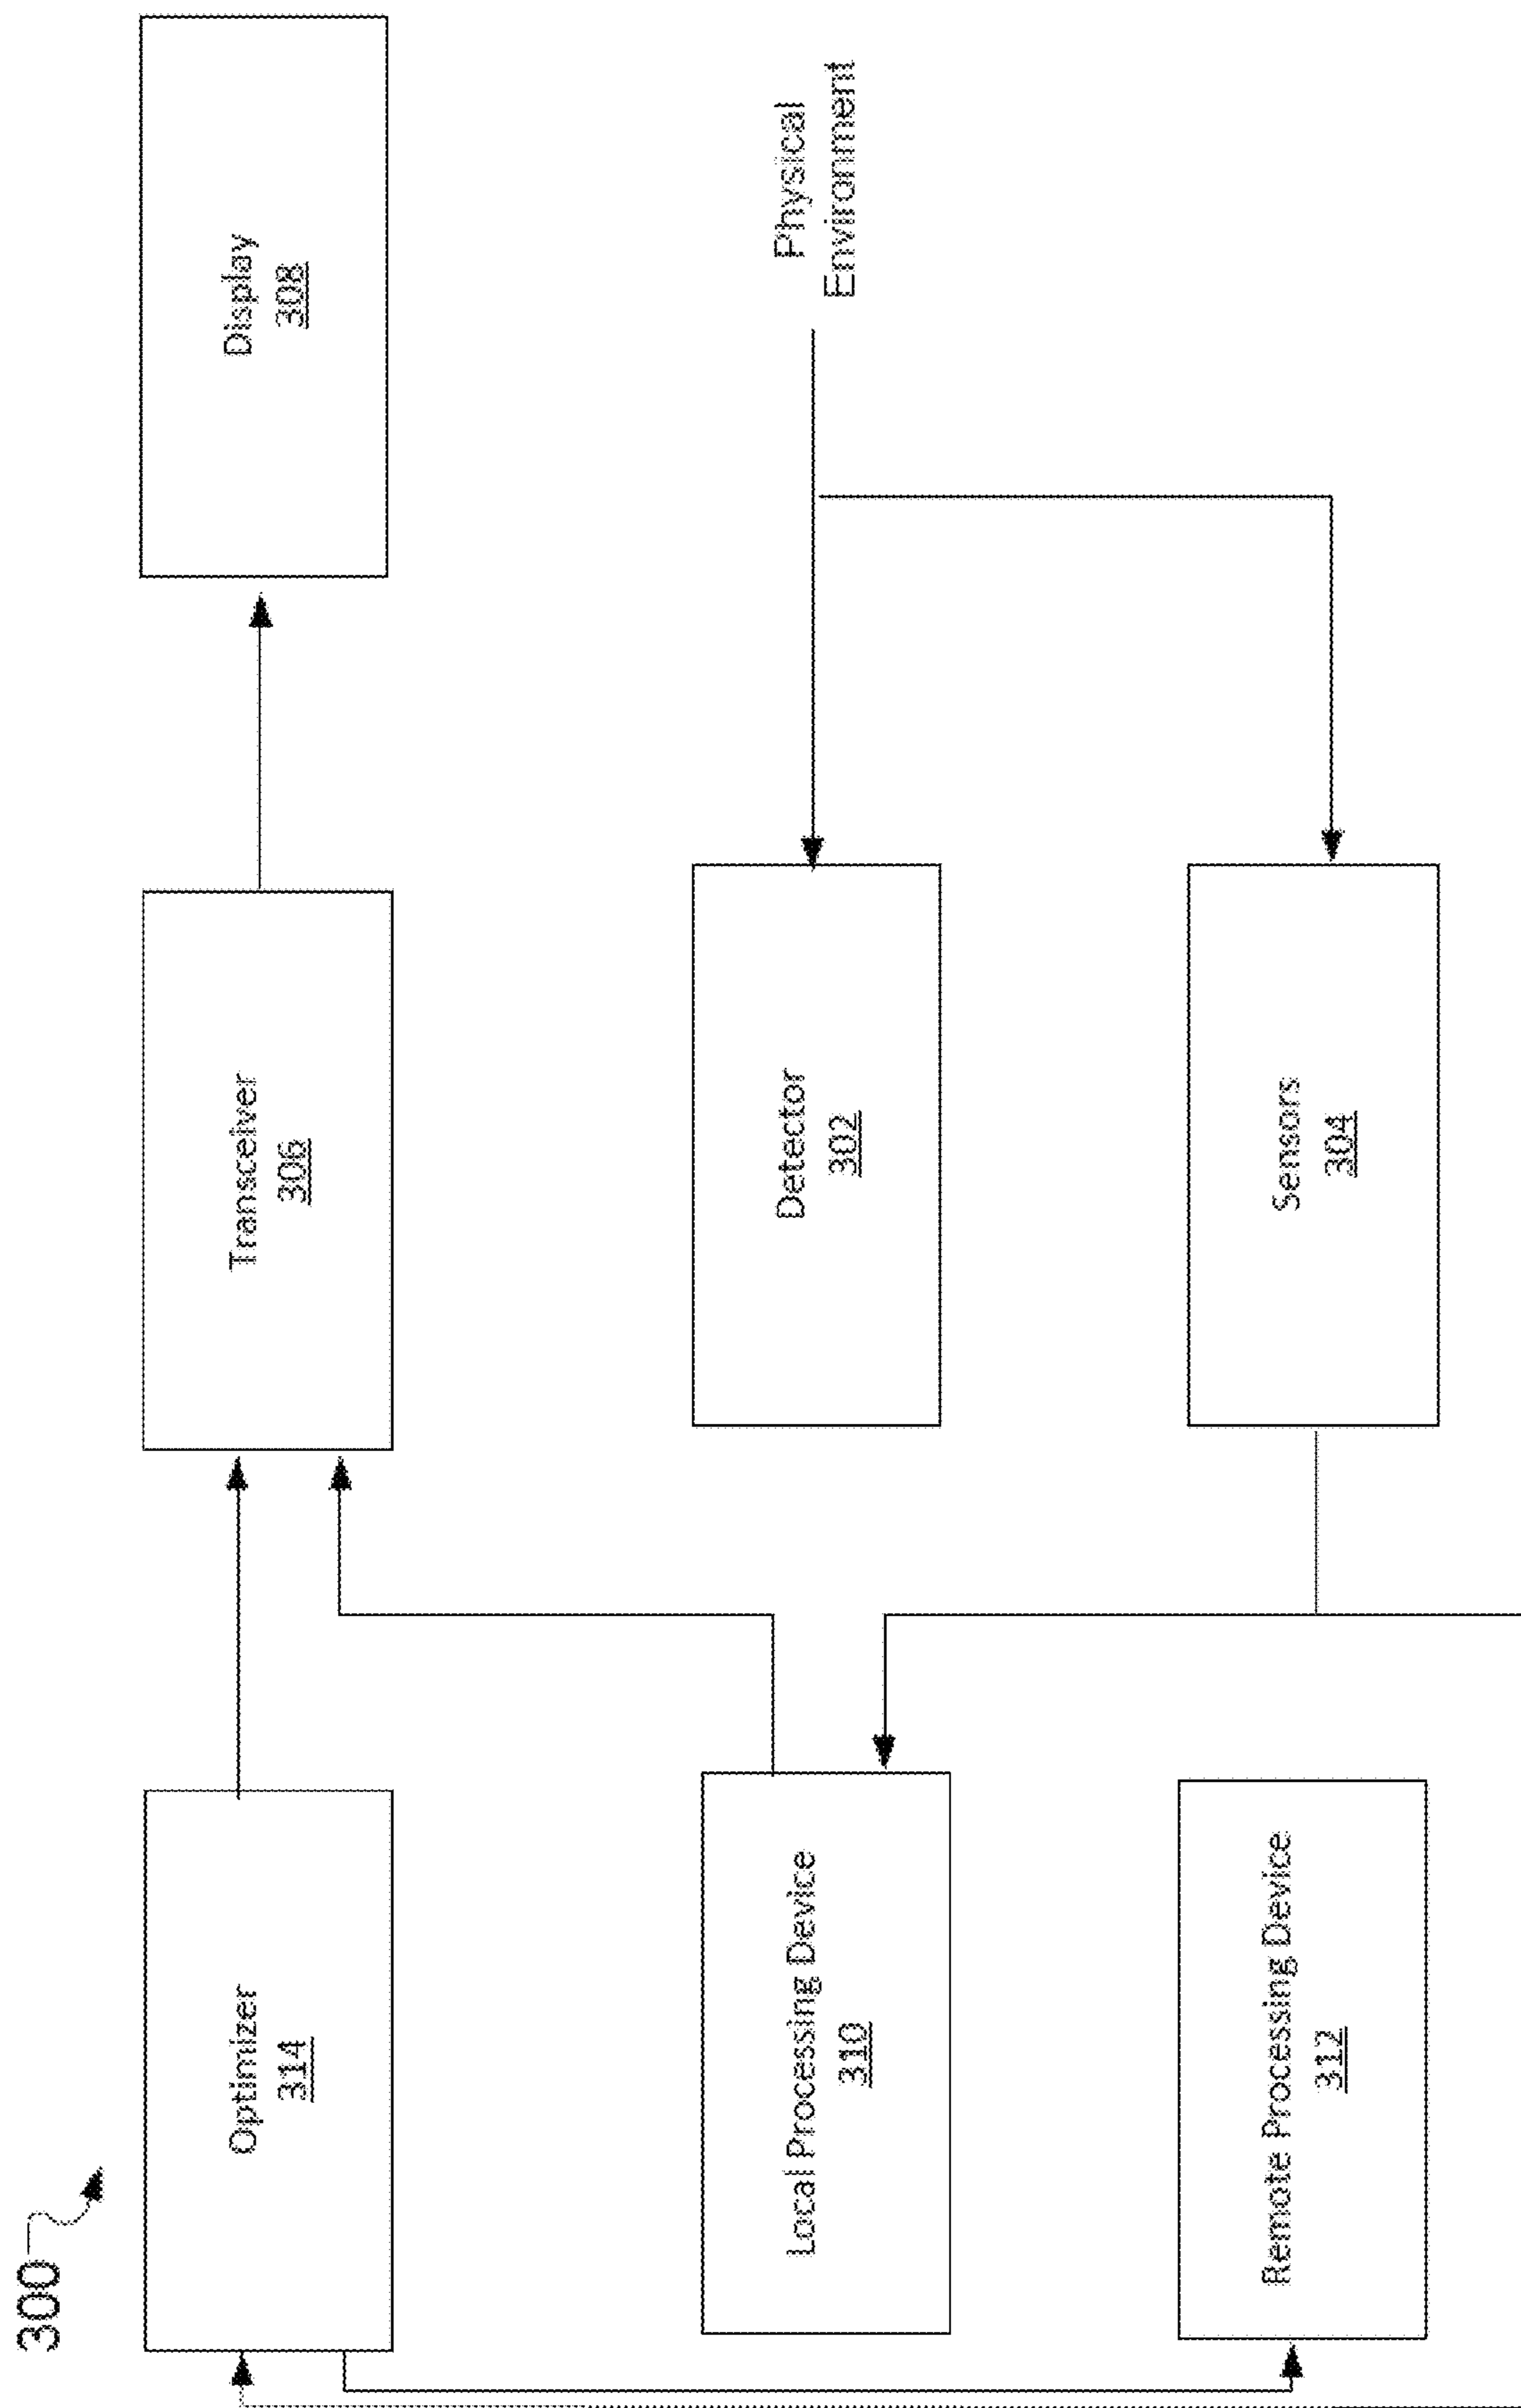 300
Optimizer
314
Transceiver
306
Display
308
Local Processing Device
310
Detector
302
Physical
Environment
Remote Processing Device
312
Sensors
304